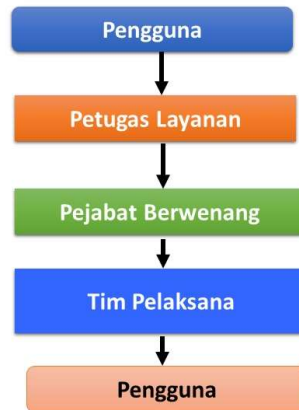 Pengguna
Petugas Layanan
Pejabat Berwenang
Tim Pelaksana
Pengguna